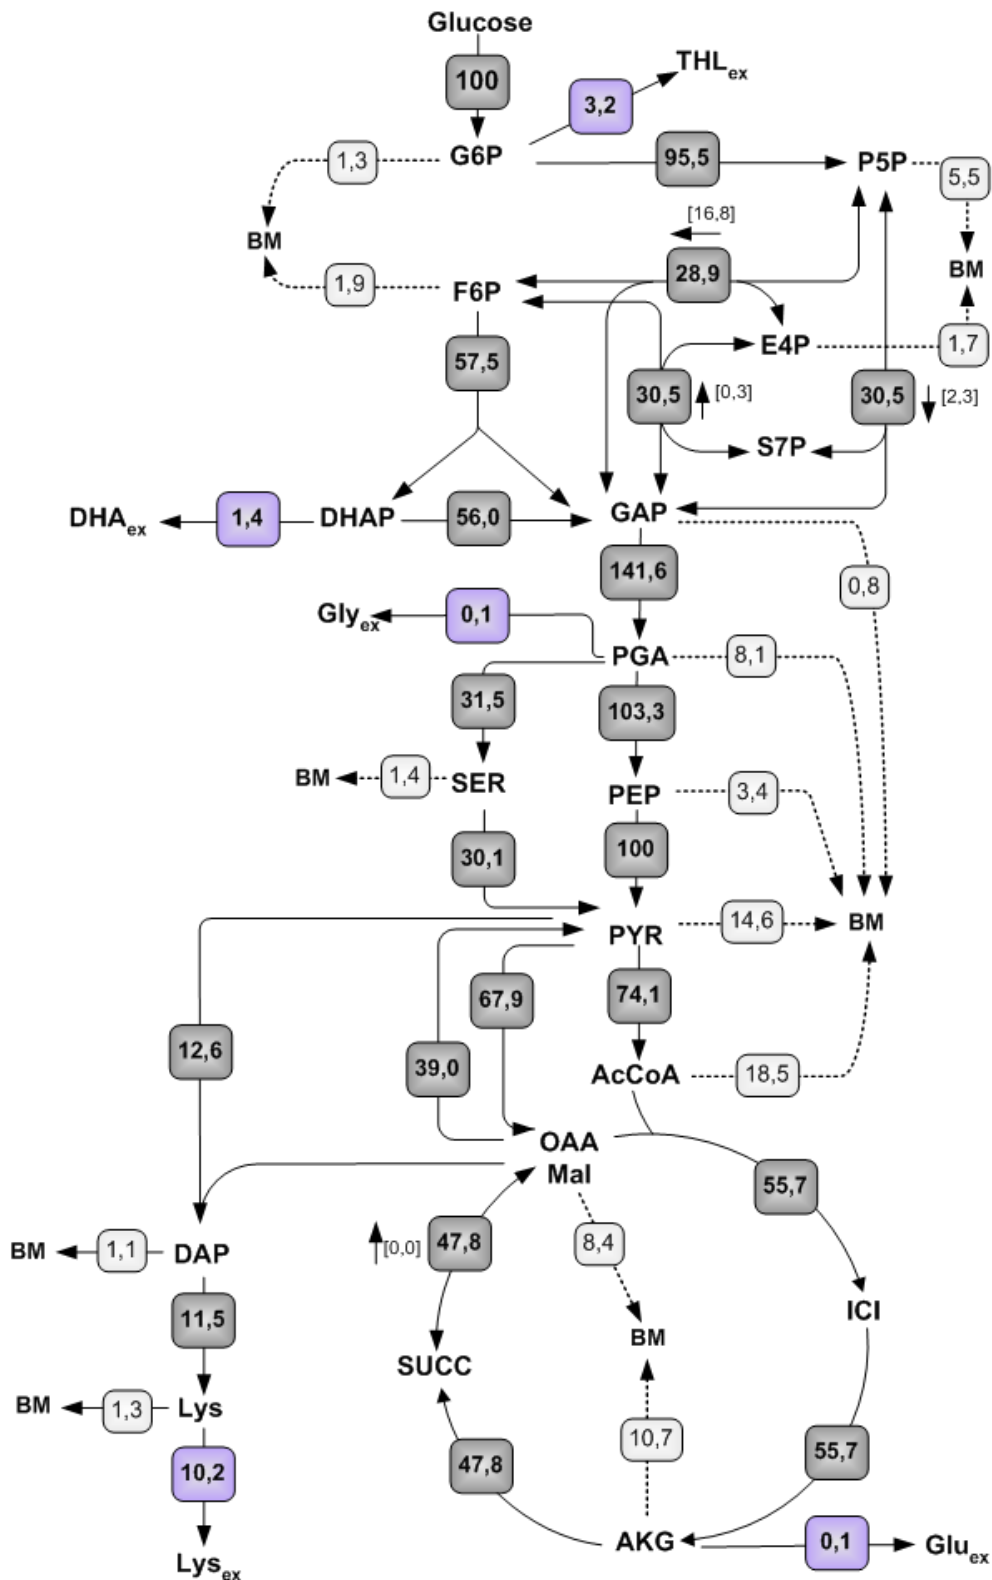 Glucose
100
THLex
3,2
G6P
1,3
95,5
P5P
5,5
BM
[16,8]
28,9
BM
1,9
F6P
E4P
1,7
57,5
30,5
[0,3]
30,5
[2,3]
S7P
DHAex
1,4
DHAP
56,0
GAP
141,6
0,8
Glyex
0,1
PGA
8,1
31,5
103,3
BM
1,4
SER
PEP
3,4
30,1
100
PYR
14,6
BM
67,9
74,1
12,6
39,0
AcCoA
18,5
OAA
Mal
55,7
[0,0]
47,8
8,4
BM
1,1
DAP
ICI
11,5
BM
SUCC
BM
1,3
Lys
10,7
10,2
47,8
55,7
AKG
0,1
Gluex
Lysex